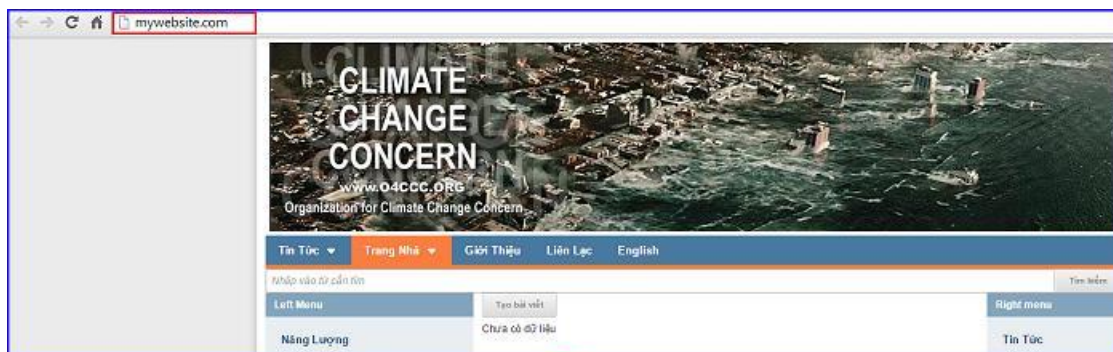 mywebsite.com
CLIMATE
CHANGE
CONCERN
WWW.O4CCC.ORG
Organization for Climate Change Concern
Tin Tức Trang Nhà Giới Thiệu Liên Lạc English
Nhập vào từ cần tìm Tìm kiếm
Left Menu Tạo bài viết Right menu
Chưa có dữ liệu
Năng Lượng Tin Tức